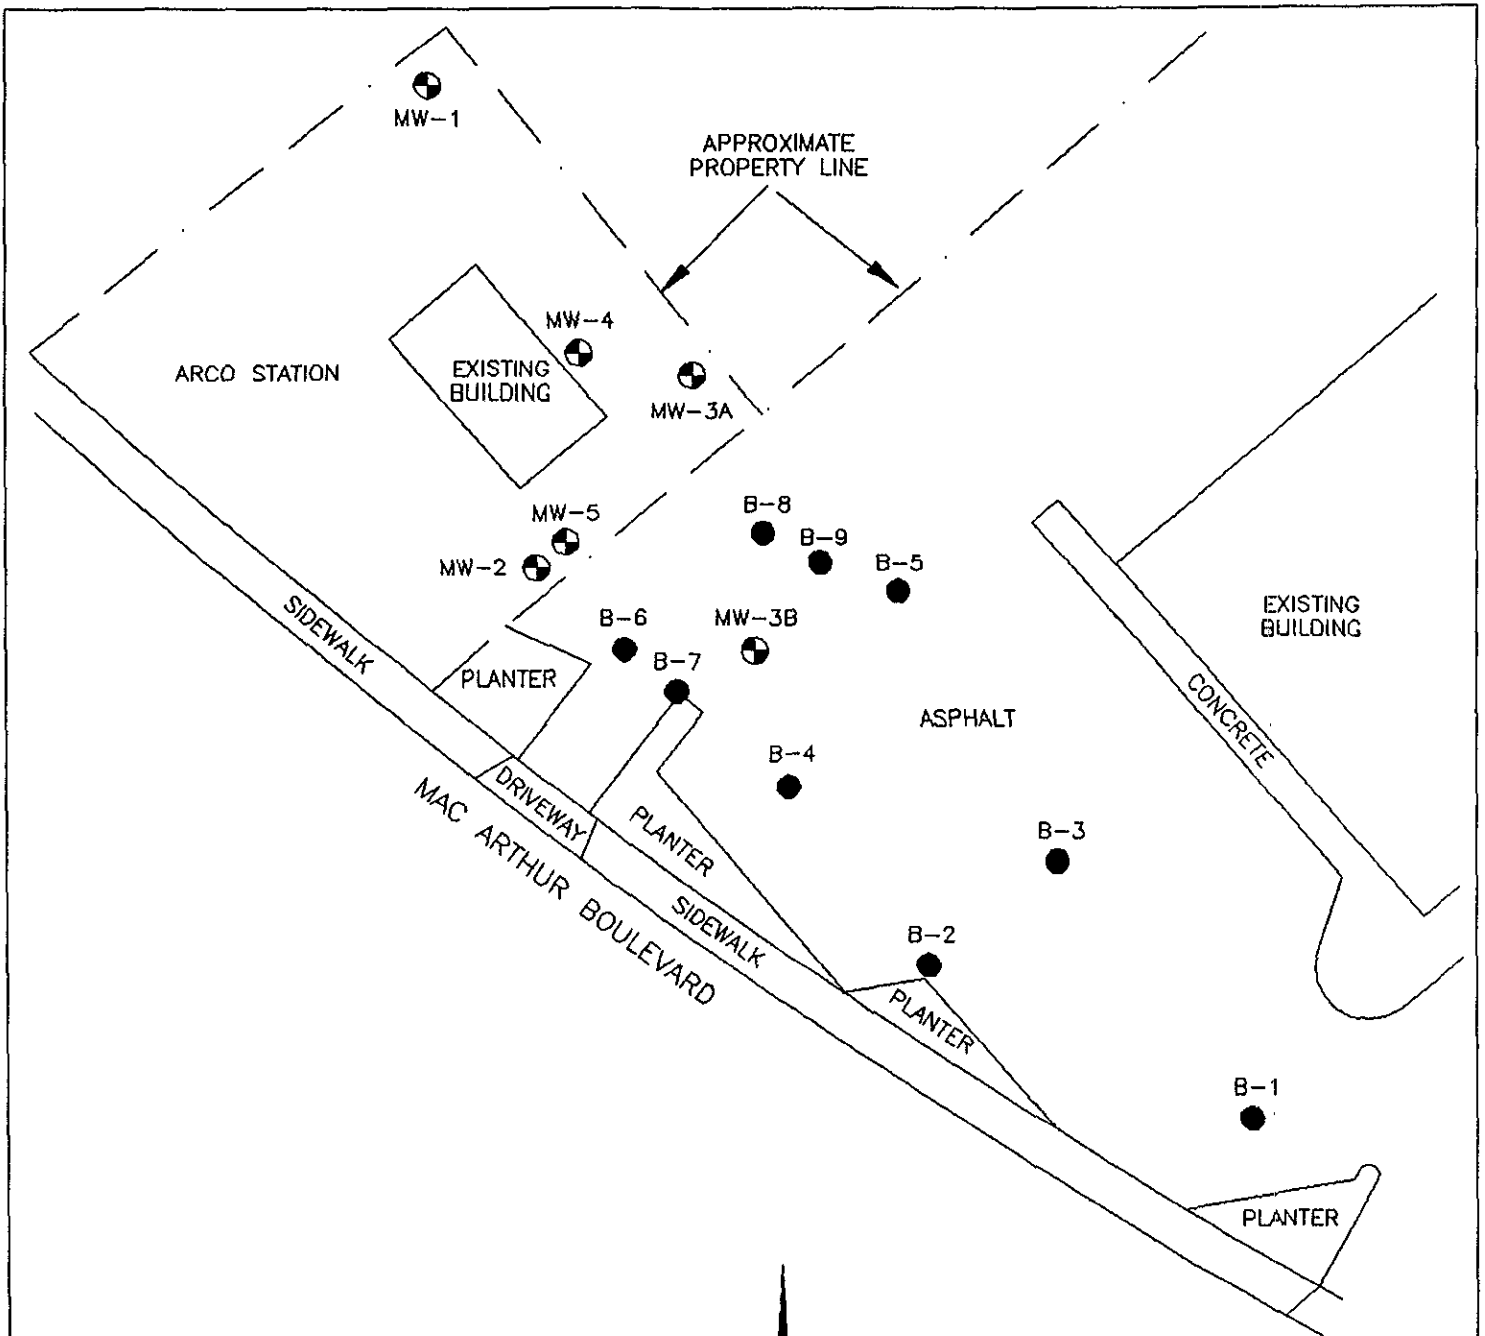 MW-1
APPROXIMATE
PROPERTY LINE
MW-4
ARCO STATION
EXISTING
BUILDING
MW-3A
B-8
MW-5
B-9
B-5
MW-2
SIDEWALK
B-6
MW-3B
EXISTING
BUILDING
B-7
PLANTER
CONCRETE
ASPHALT
B-4
DRIVEWAY
MAC ARTHUR BOULEVARD
PLANTER
B-3
SIDEWALK
B-2
PLANTER
B-1
PLANTER